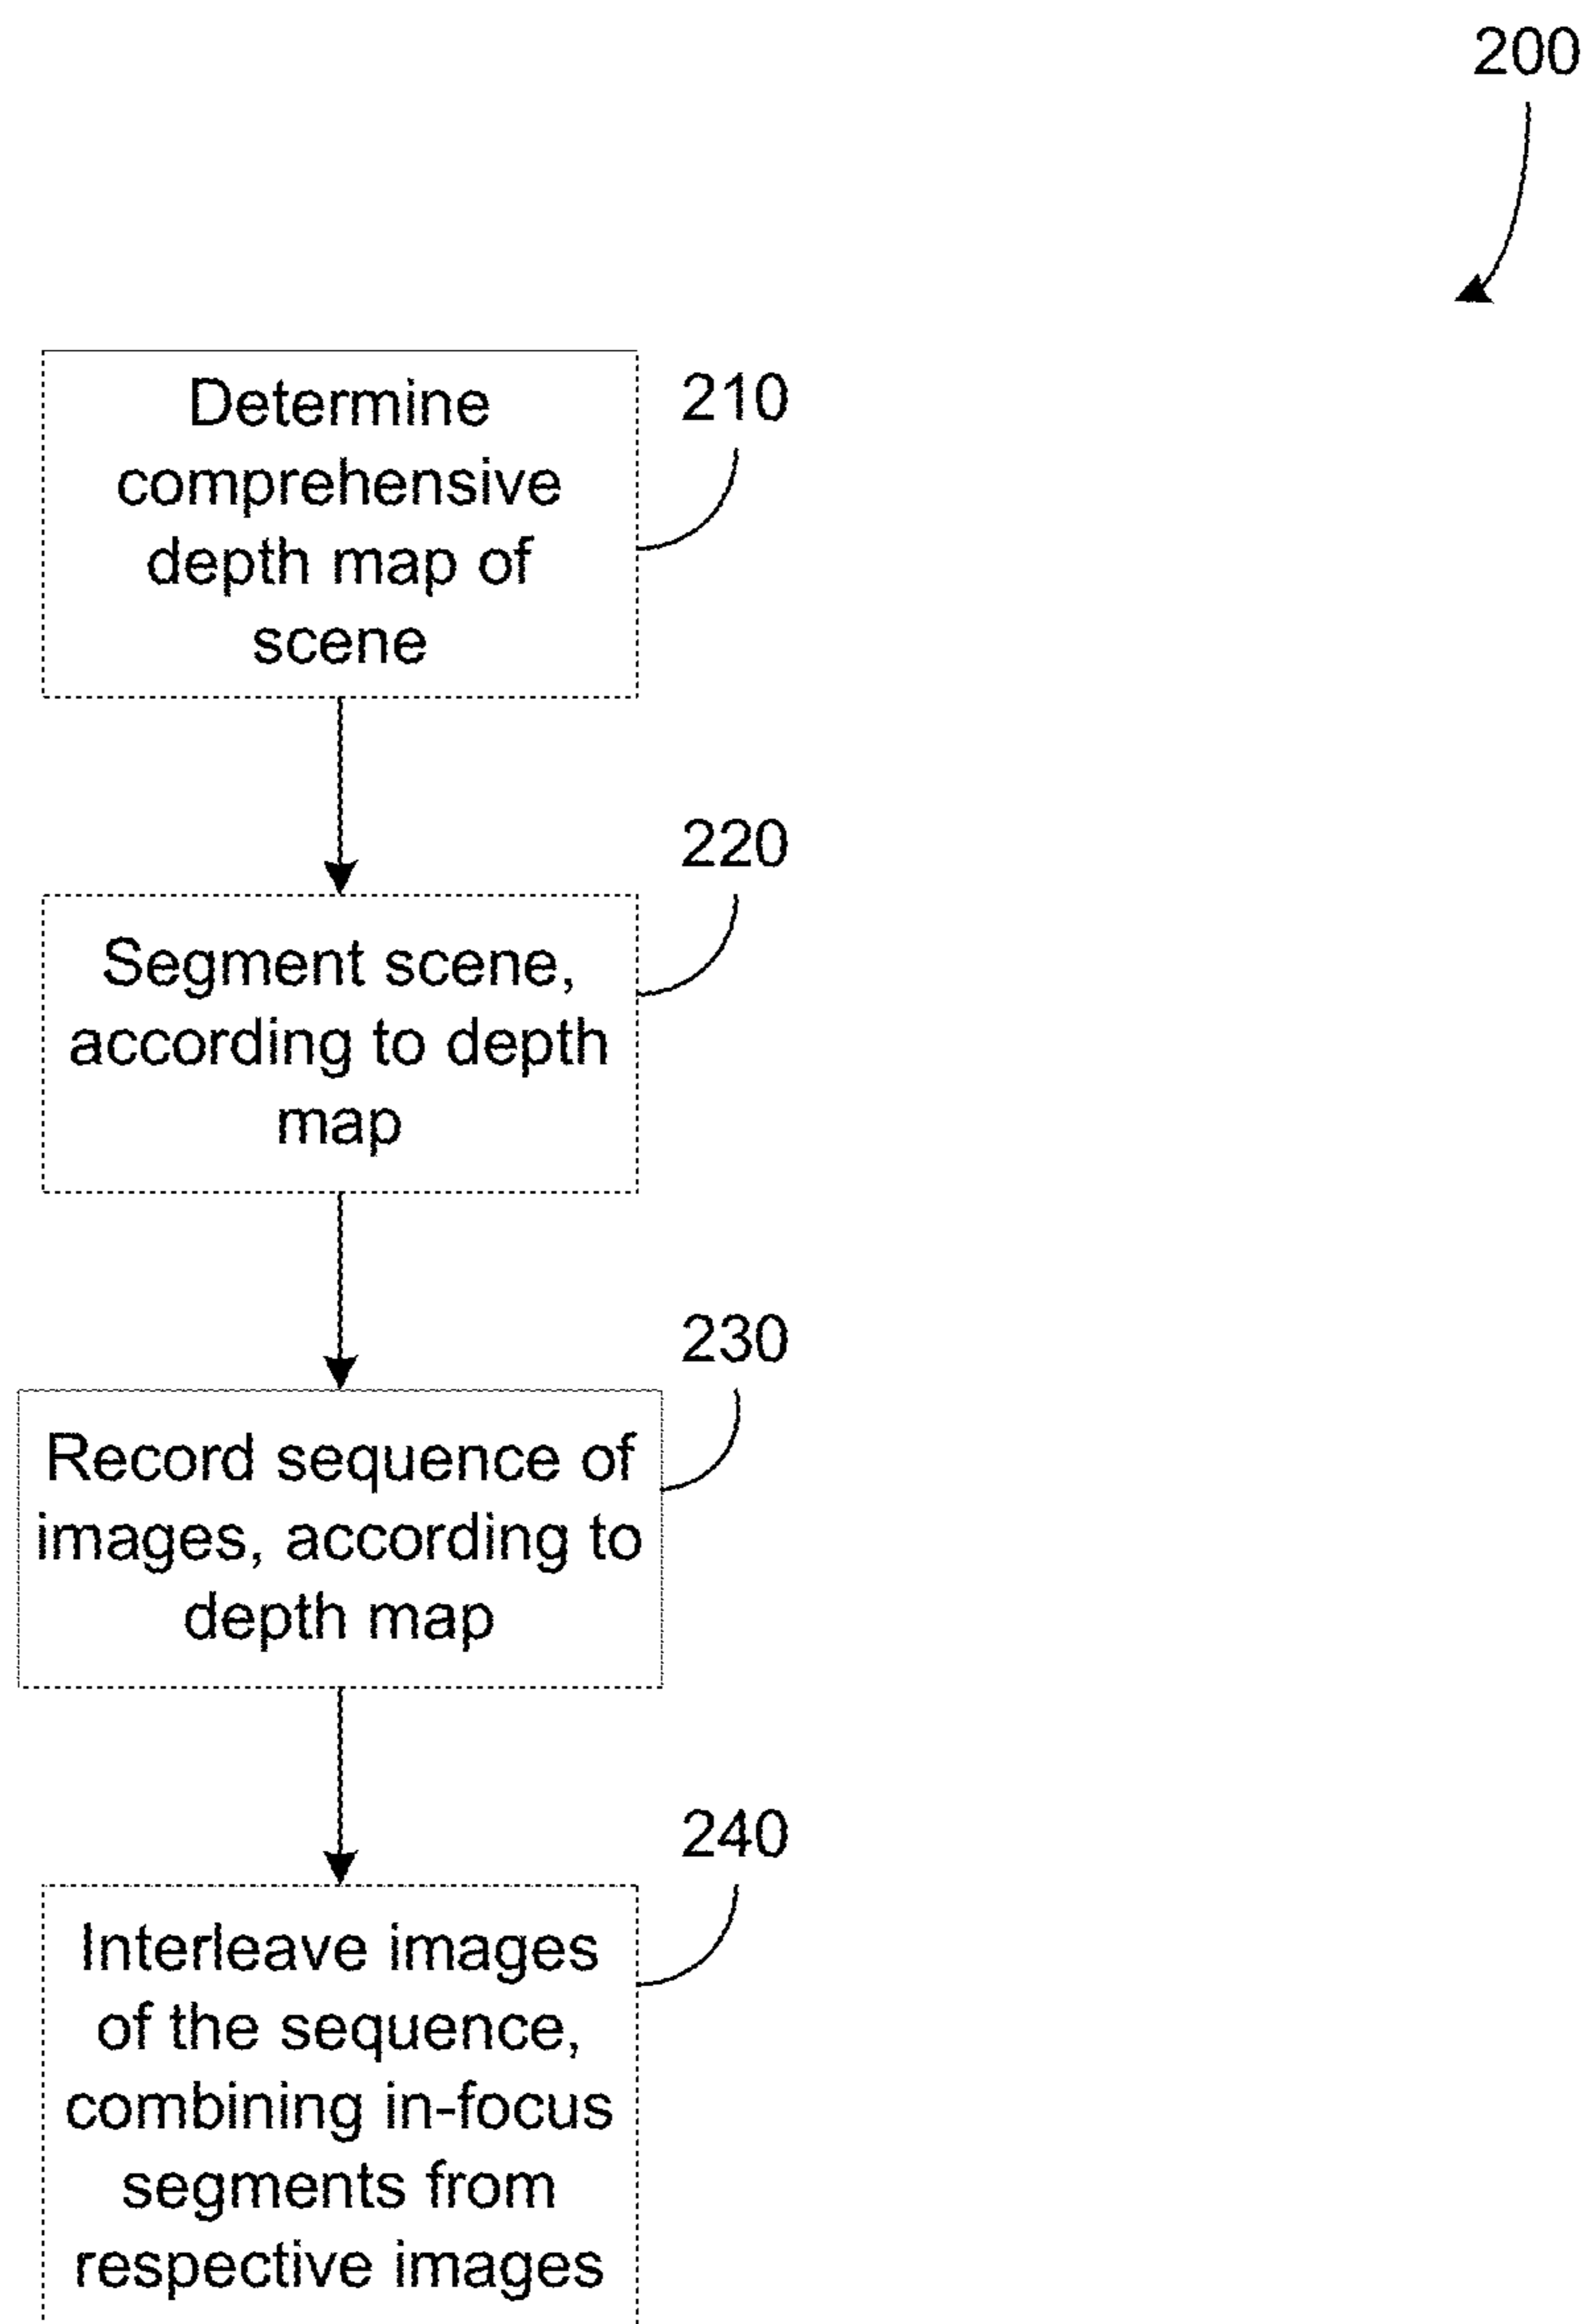 200
Determine
comprehensive
depth map of
scene
210
Segment scene,
according to depth
map
220
Record sequence of
images, according to
depth map
230
Interleave images
of the sequence,
combining in-focus
segments from
respective images
240